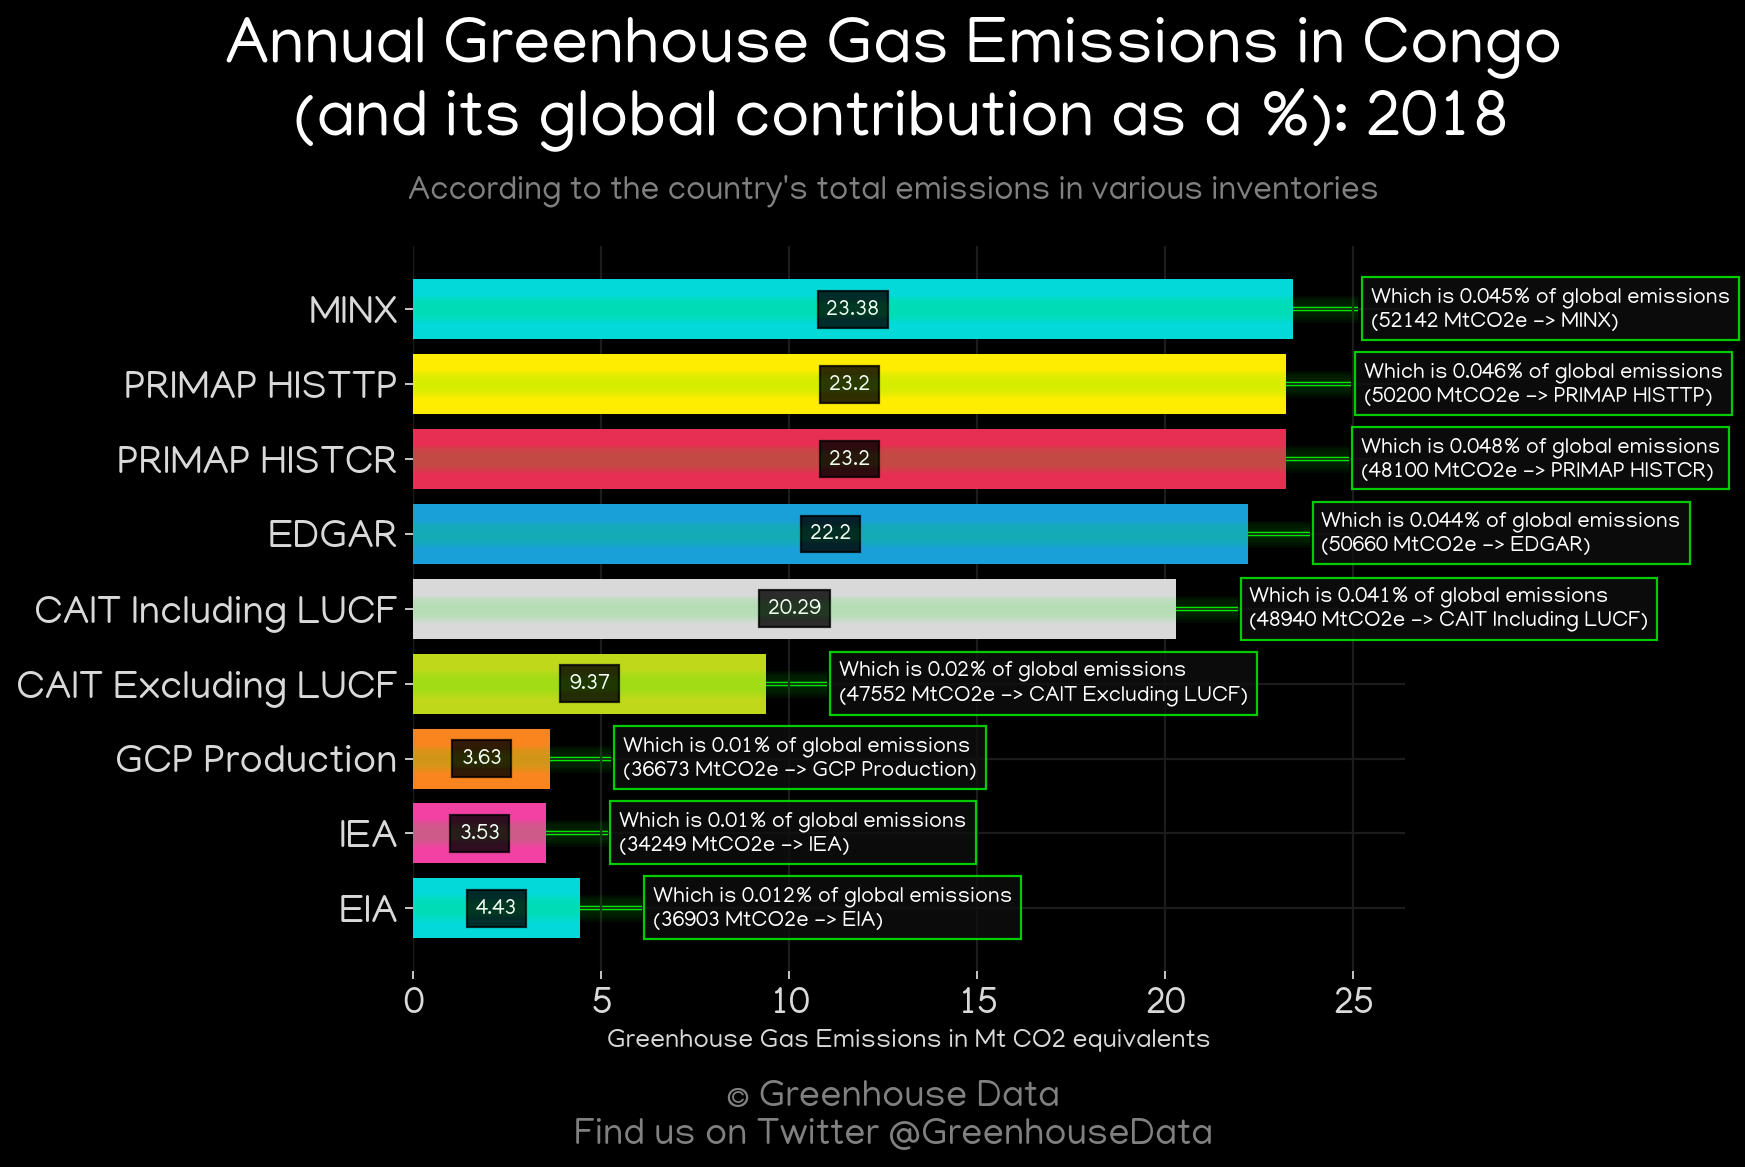 Annual Greenhouse Gas Emissions in Congo
(and its global contribution as a %): 2018
According to the country's total emissions in various inventories
MINX
23.38
Which is 0.045% of global emissions
(52142 MtCO2e -> MINX)
PRIMAP HISTTP
23.2
Which is 0.046% of global emissions
(50200 MtCO2e -> PRIMAP HISTTP)
PRIMAP HISTCR
23.2
Which is 0.048% of global emissions
(48100 MtCO2e -> PRIMAP HISTCR)
EDGAR
22.2
Which is 0.044% of global emissions
(50660 MtCO2e -> EDGAR)
CAIT Including LUCF
20.29
Which is 0.041% of global emissions
(48940 MtCO2e -> CAIT Including LUCF)
CAIT Excluding LUCF
9.37
Which is 0.02% of global emissions
(47552 MtCO2e -> CAIT Excluding LUCF)
GCP Production
3.63
Which is 0.01% of global emissions
(36673 MtCO2e -> GCP Production)
IEA
3.53
Which is 0.01% of global emissions
(34249 MtCO2e -> IEA)
EIA
4.43
Which is 0.012% of global emissions
(36903 MtCO2e -> EIA)
0 5 10 15 20 25
Greenhouse Gas Emissions in Mt CO2 equivalents
© Greenhouse Data
Find us on Twitter @GreenhouseData